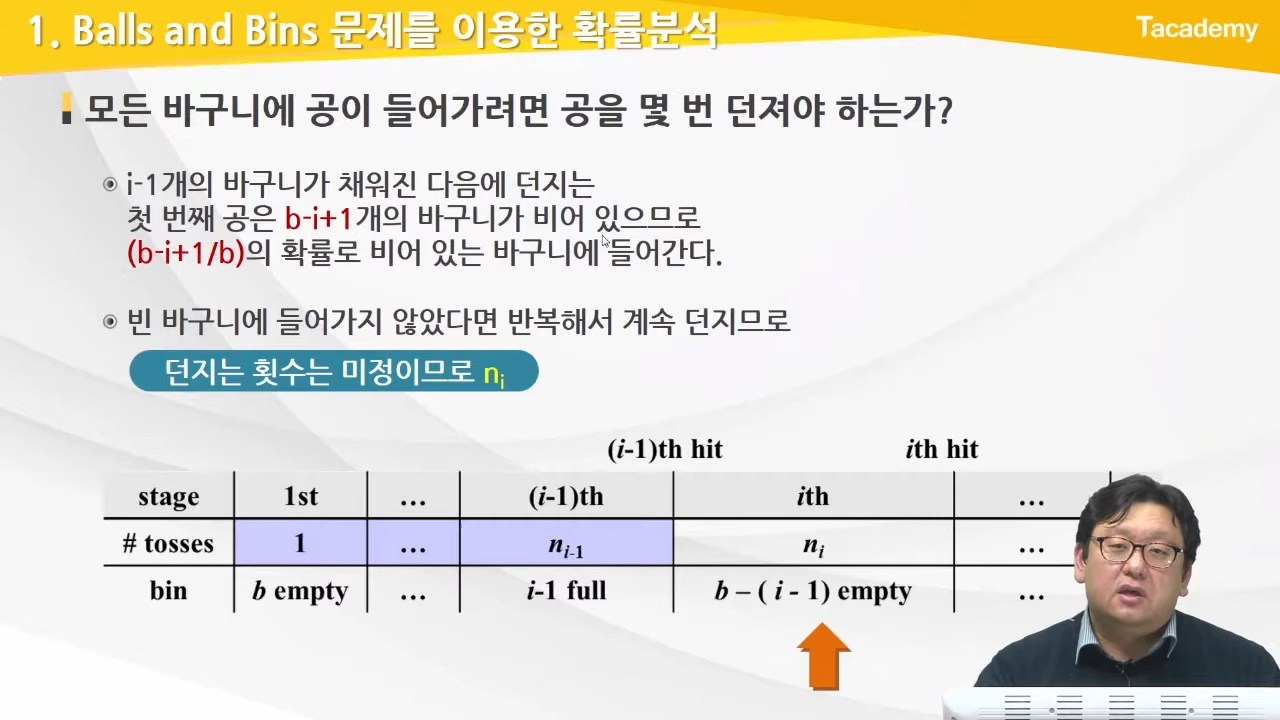 1. Balls and Bins 문제를 이용한 확률분석
Tacademy
모든 바구니에 공이 들어가려면 공을 몇 번 던져야 하는가?
i-1개의 바구니가 채워진 다음에 던지는
첫 번째 공은 b-i+1개의 바구니가 비어 있으므로
(b-i+1/b)의 확률로 비어 있는 바구니에 들어간다.
빈 바구니에 들어가지 않았다면 반복해서 계속 던지므로
던지는 횟수는 미정이므로 nᵢ
(i-1)th hit ith hit
stage 1st ... (i-1)th ith ...
# tosses 1 ... nᵢ₋₁ nᵢ ...
bin b empty ... i-1 full b – ( i - 1) empty ...